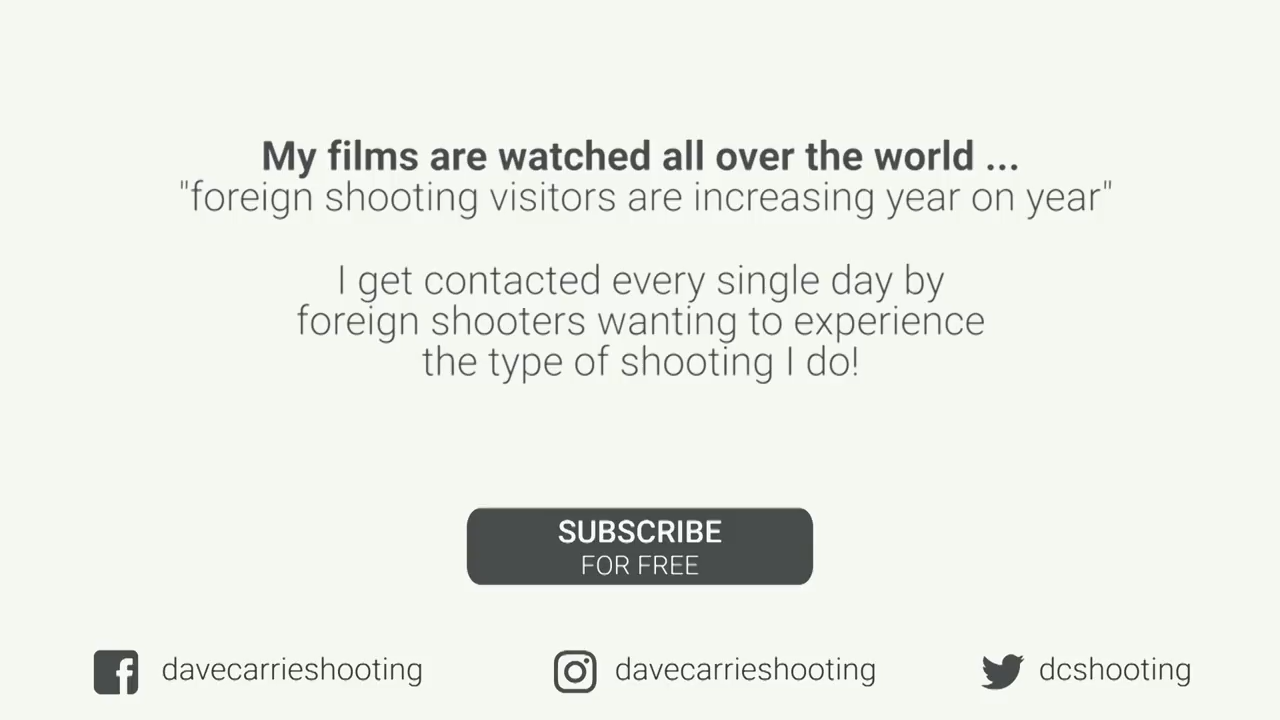 My films are watched all over the world ...
"foreign shooting visitors are increasing year on year"
I get contacted every single day by
foreign shooters wanting to experience
the type of shooting I do!
SUBSCRIBE
FOR FREE
davecarrieshooting
davecarrieshooting
dcshooting